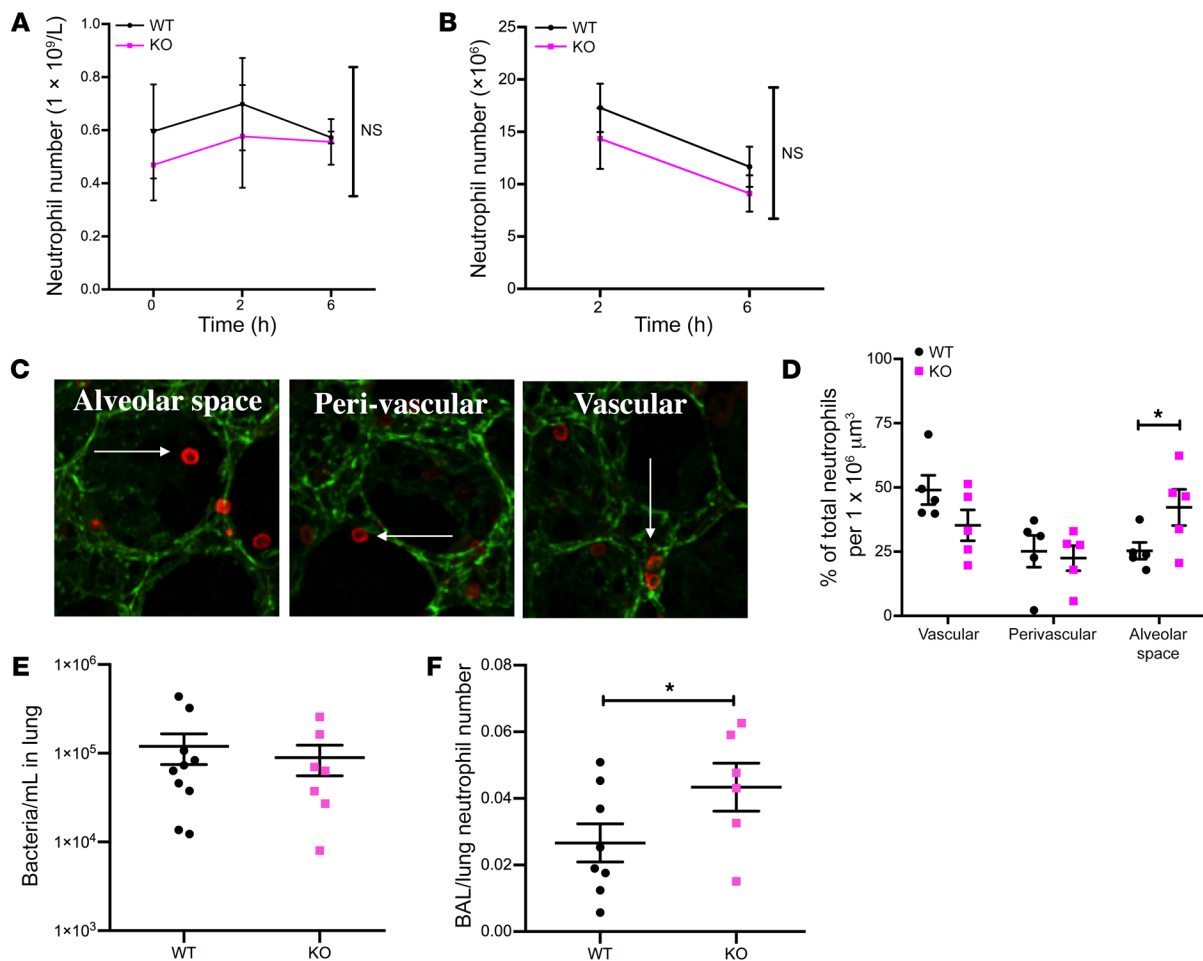 A
WT
KO
Neutrophil number (1 × 10⁹/L)
1.0
0.8
0.6
0.4
0.2
0.0
NS
0
2
6
Time (h)
B
WT
KO
Neutrophil number (×10⁶)
25
20
15
10
5
0
NS
2
6
Time (h)
C
Alveolar space
Peri-vascular
Vascular
D
WT
KO
% of total neutrophils
per 1 x 10⁶ µm³
100
75
50
25
0
*
Vascular
Perivascular
Alveolar
space
E
Bacteria/mL in lung
1×10⁶
1×10⁵
1×10⁴
1×10³
WT
KO
F
BAL/lung neutrophil number
0.08
0.06
0.04
0.02
0.00
*
WT
KO